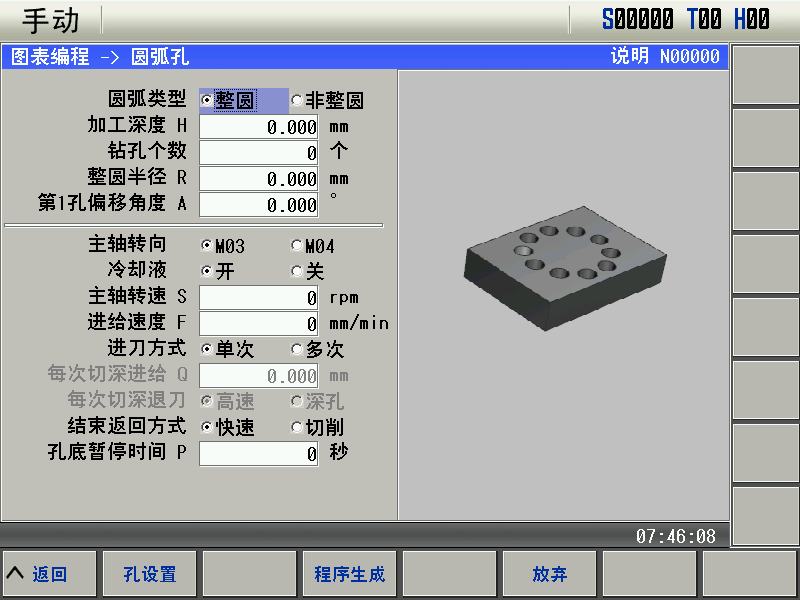 手动 S00000 T00 H00
图表编程 -> 圆弧孔 说明 N00000
圆弧类型 整圆 非整圆
加工深度 H 0.000 mm
钻孔个数 0 个
整圆半径 R 0.000 mm
第1孔偏移角度 A 0.000 °
主轴转向 M03 M04
冷却液 开 关
主轴转速 S 0 rpm
进给速度 F 0 mm/min
进刀方式 单次 多次
每次切深进给 Q 0.000 mm
每次切深退刀 高速 深孔
结束返回方式 快速 切削
孔底暂停时间 P 0 秒
07:46:08
返回 孔设置 程序生成 放弃